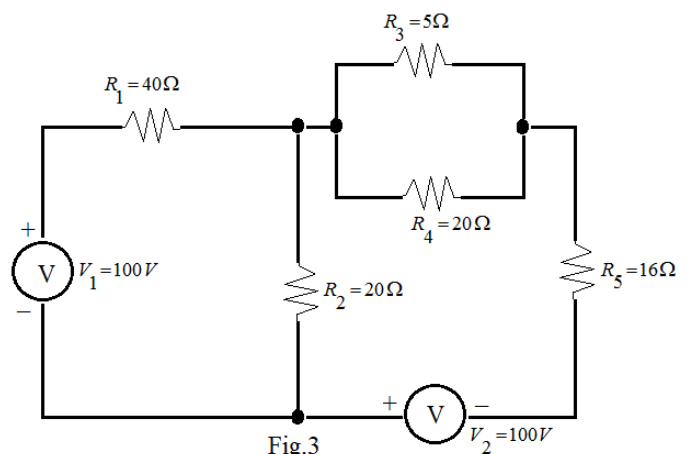 R3=5Ω
R1=40Ω
R4=20Ω
+
V
V1=100V
−
R2=20Ω
R5=16Ω
+
V
−
V2=100V
Fig.3